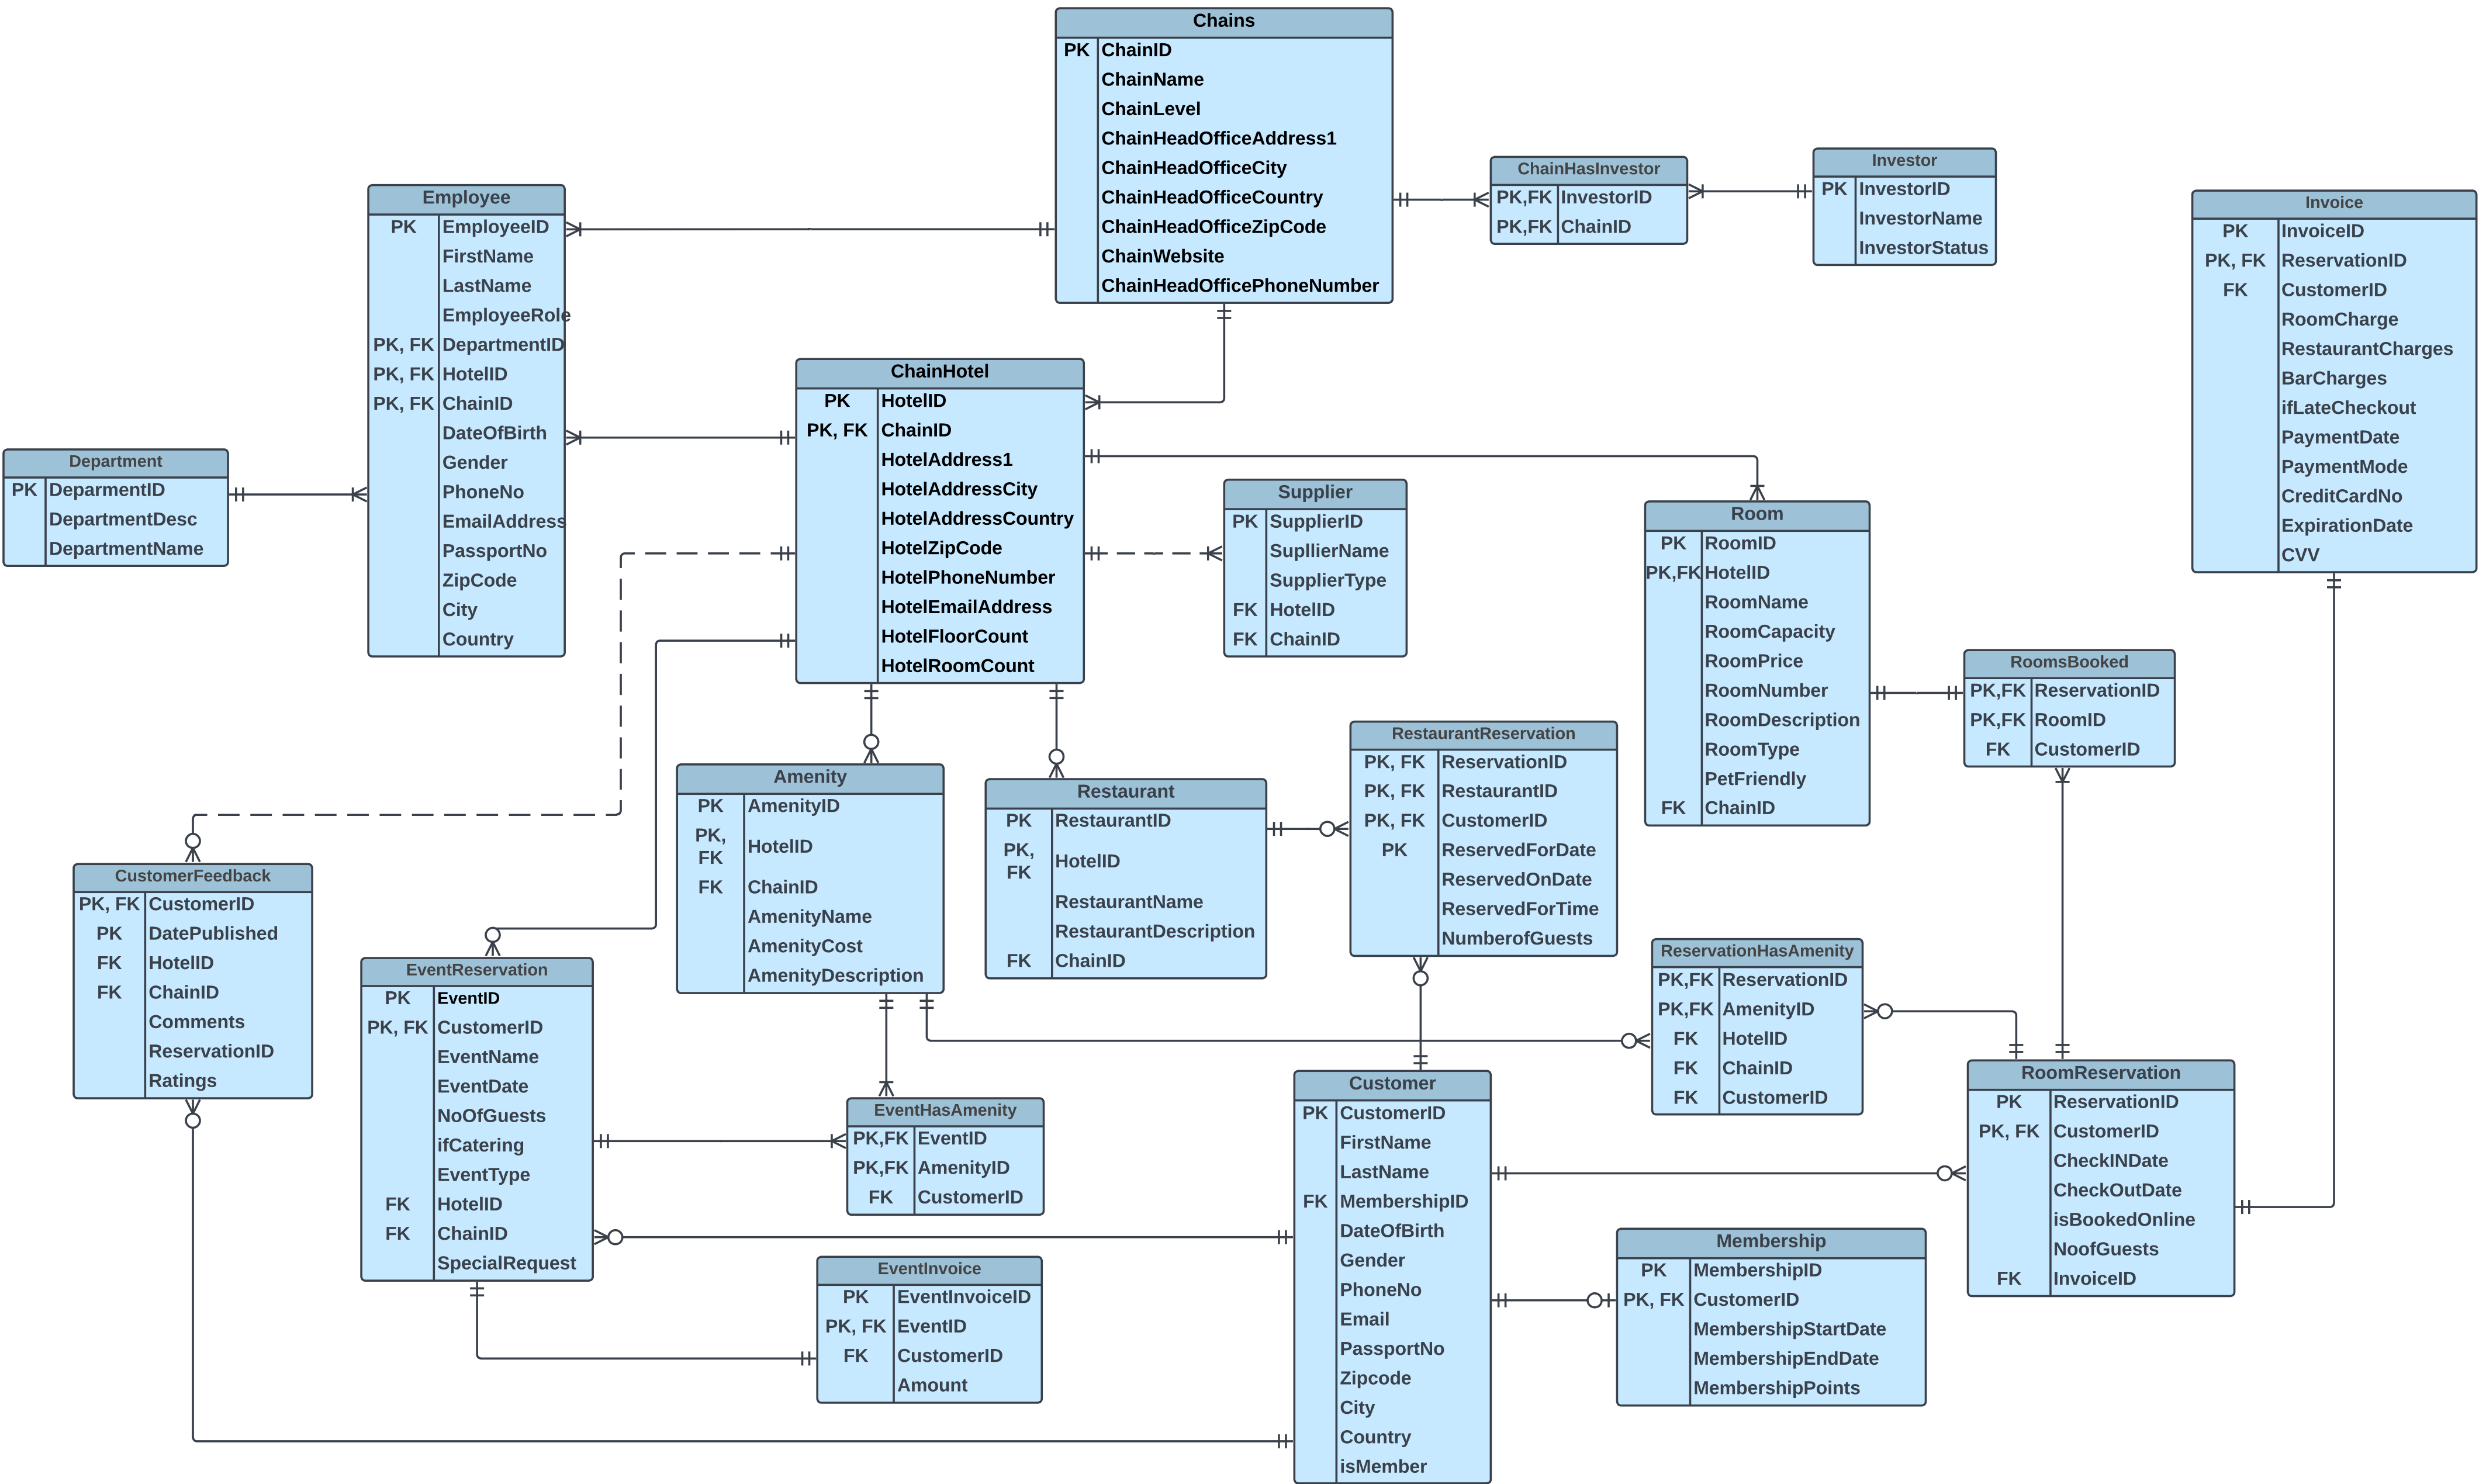 Chains
PK ChainID
ChainName
ChainLevel
ChainHeadOfficeAddress1
ChainHeadOfficeCity
ChainHeadOfficeCountry
ChainHeadOfficeZipCode
ChainWebsite
ChainHeadOfficePhoneNumber
ChainHasInvestor
PK,FK InvestorID
PK,FK ChainID
Investor
PK InvestorID
InvestorName
InvestorStatus
Invoice
PK InvoiceID
PK, FK ReservationID
FK CustomerID
RoomCharge
RestaurantCharges
BarCharges
ifLateCheckout
PaymentDate
PaymentMode
CreditCardNo
ExpirationDate
CVV
Employee
PK EmployeeID
FirstName
LastName
EmployeeRole
PK, FK DepartmentID
PK, FK HotelID
PK, FK ChainID
DateOfBirth
Gender
PhoneNo
EmailAddress
PassportNo
ZipCode
City
Country
Department
PK DeparmentID
DepartmentDesc
DepartmentName
ChainHotel
PK HotelID
PK, FK ChainID
HotelAddress1
HotelAddressCity
HotelAddressCountry
HotelZipCode
HotelPhoneNumber
HotelEmailAddress
HotelFloorCount
HotelRoomCount
Supplier
PK SupplierID
SupllierName
SupplierType
FK HotelID
FK ChainID
Room
PK RoomID
PK,FK HotelID
RoomName
RoomCapacity
RoomPrice
RoomNumber
RoomDescription
RoomType
PetFriendly
FK ChainID
RoomsBooked
PK,FK ReservationID
PK,FK RoomID
FK CustomerID
Amenity
PK AmenityID
PK,
FK HotelID
FK ChainID
AmenityName
AmenityCost
AmenityDescription
Restaurant
PK RestaurantID
PK,
FK HotelID
RestaurantName
RestaurantDescription
FK ChainID
RestaurantReservation
PK, FK ReservationID
PK, FK RestaurantID
PK, FK CustomerID
PK ReservedForDate
ReservedOnDate
ReservedForTime
NumberofGuests
CustomerFeedback
PK, FK CustomerID
PK DatePublished
FK HotelID
FK ChainID
Comments
ReservationID
Ratings
EventReservation
PK EventID
PK, FK CustomerID
EventName
EventDate
NoOfGuests
ifCatering
EventType
FK HotelID
FK ChainID
SpecialRequest
ReservationHasAmenity
PK,FK ReservationID
PK,FK AmenityID
FK HotelID
FK ChainID
FK CustomerID
EventHasAmenity
PK,FK EventID
PK,FK AmenityID
FK CustomerID
Customer
PK CustomerID
FirstName
LastName
FK MembershipID
DateOfBirth
Gender
PhoneNo
Email
PassportNo
Zipcode
City
Country
isMember
RoomReservation
PK ReservationID
PK, FK CustomerID
CheckINDate
CheckOutDate
isBookedOnline
NoofGuests
FK InvoiceID
Membership
PK MembershipID
PK, FK CustomerID
MembershipStartDate
MembershipEndDate
MembershipPoints
EventInvoice
PK EventInvoiceID
PK, FK EventID
FK CustomerID
Amount